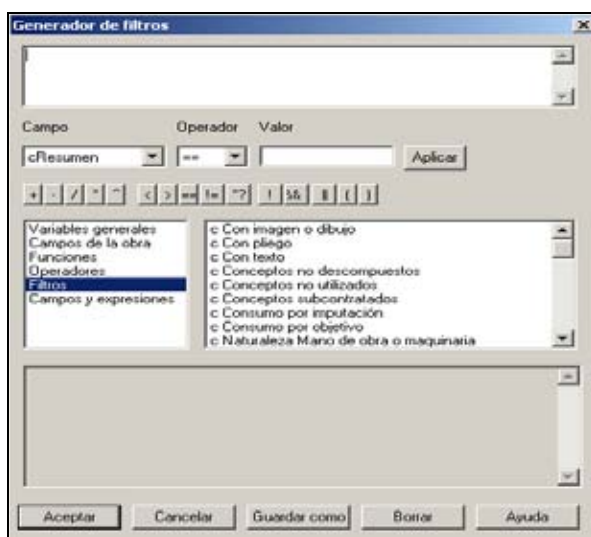 Generador de filtros
Campo Operador Valor
cResumen == Aplicar
+ - / * ^ < > == != ~? ! && || ( )
Variables generales
Campos de la obra
Funciones
Operadores
Filtros
Campos y expresiones
c Con imagen o dibujo
c Con pliego
c Con texto
c Conceptos no descompuestos
c Conceptos no utilizados
c Conceptos subcontratados
c Consumo por imputación
c Consumo por objetivo
c Naturaleza Mano de obra o maquinaria
Aceptar Cancelar Guardar como Borrar Ayuda